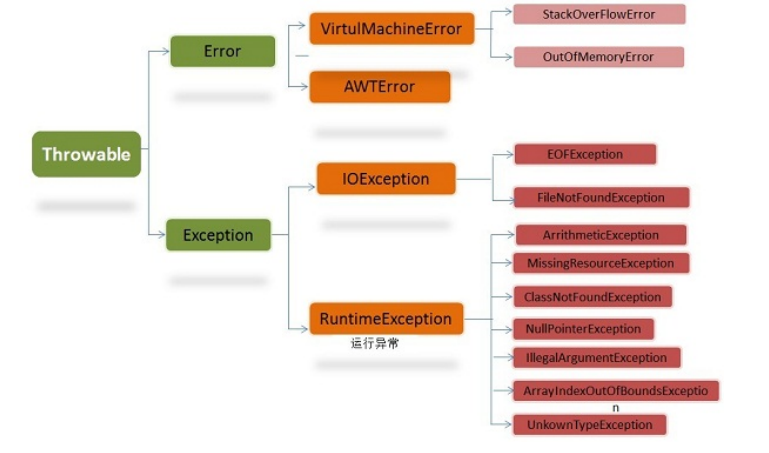 StackOverFlowError
VirtulMachineError
Error
OutOfMemoryError
AWTError
Throwable
EOFException
IOException
FileNotFoundException
Exception
ArrithmeticException
MissingResourceException
ClassNotFoundException
RuntimeException
运行异常
NullPointerException
IllegalArgumentException
ArrayIndexOutOfBoundsExceptio
n
UnkownTypeException